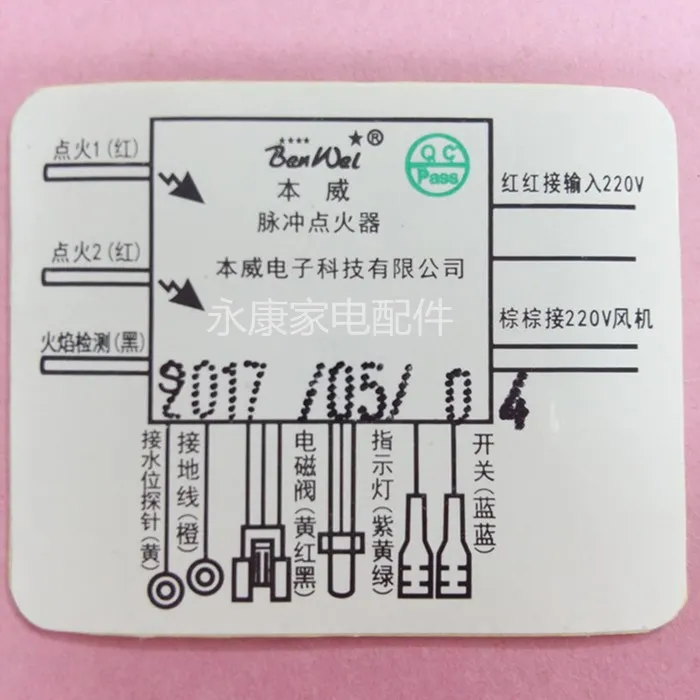 点火1(红)
点火2(红)
火焰检测(黑)
BenWei®
本威
脉冲点火器
本威电子科技有限公司
永康家电配件
QC
Pass
红红接输入220V
棕棕接220V风机
2017/05/04
接水位探针(黄)
接地线(橙)
电磁阀(黄红黑)
指示灯(紫黄绿)
开关(蓝蓝)